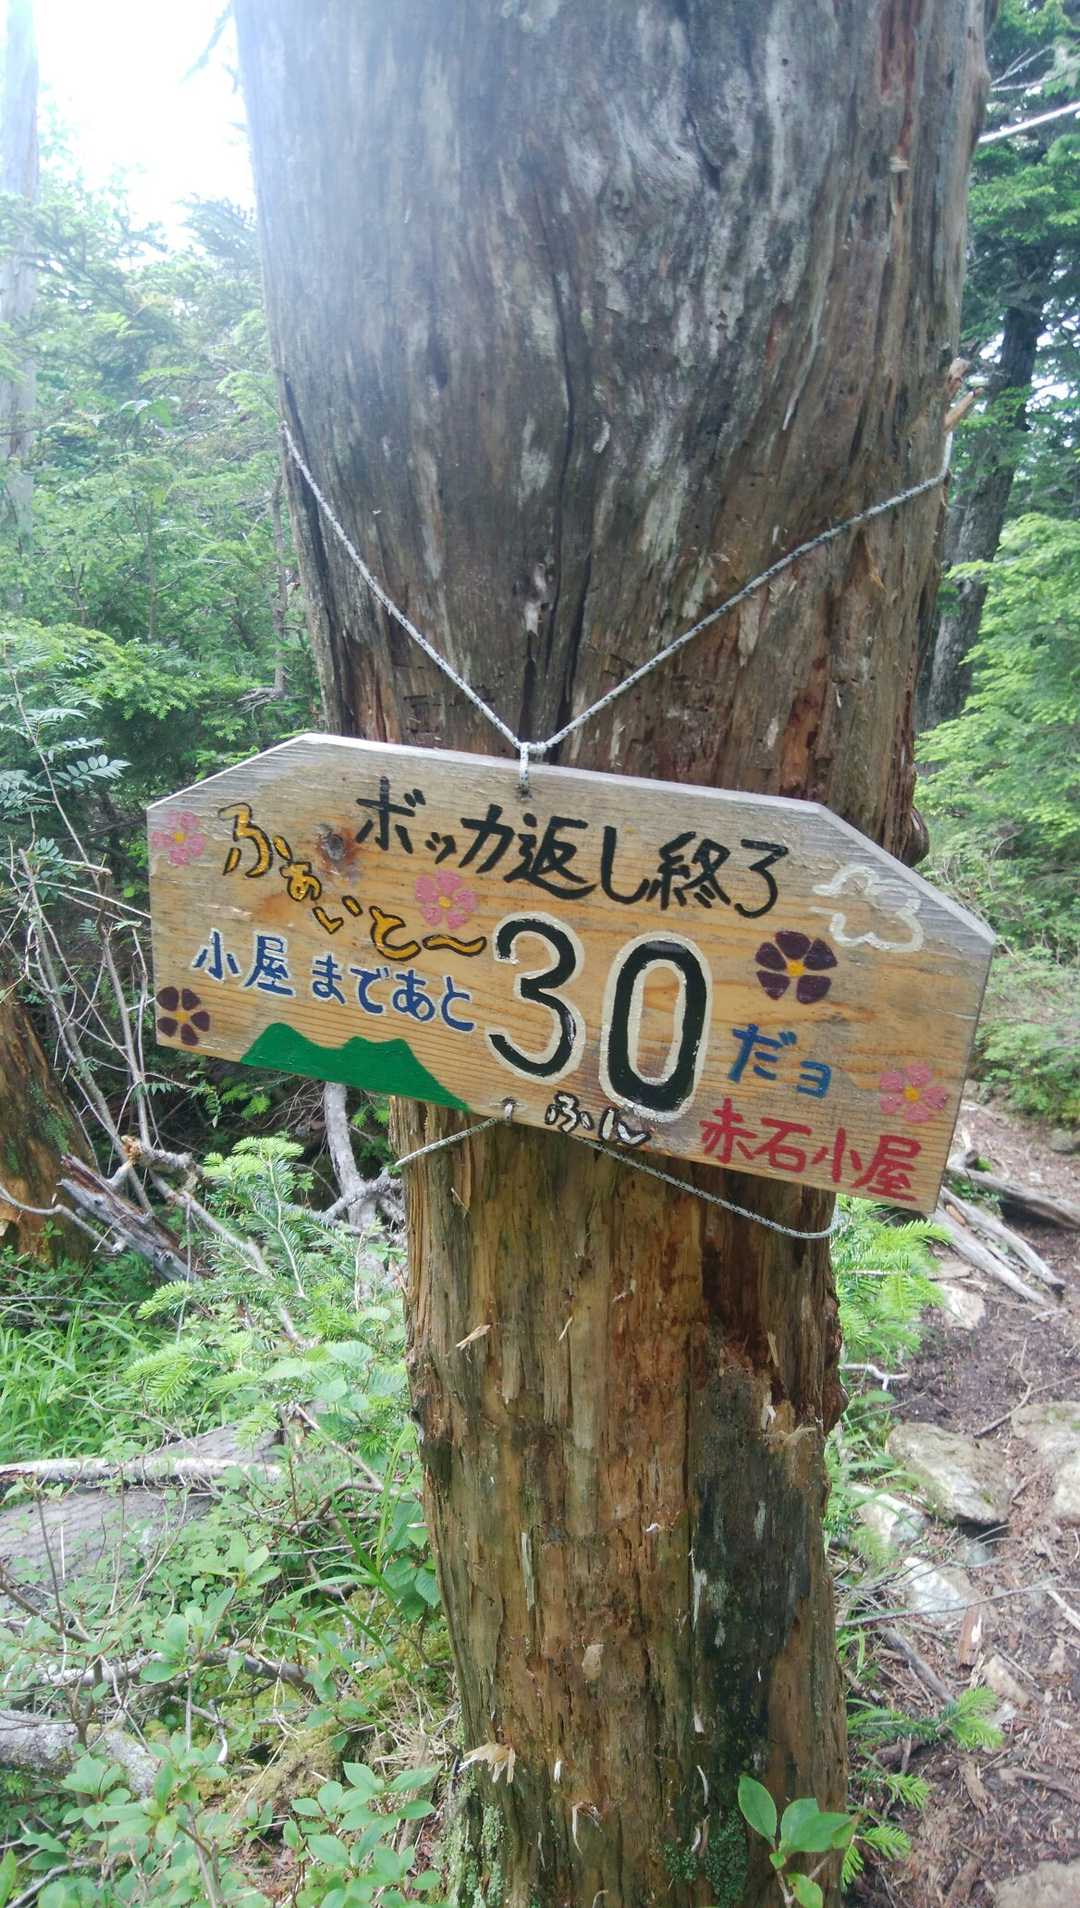 ボッカ返し終了
ふぁいと〜
小屋まであと30だヨ
ふん
赤石小屋